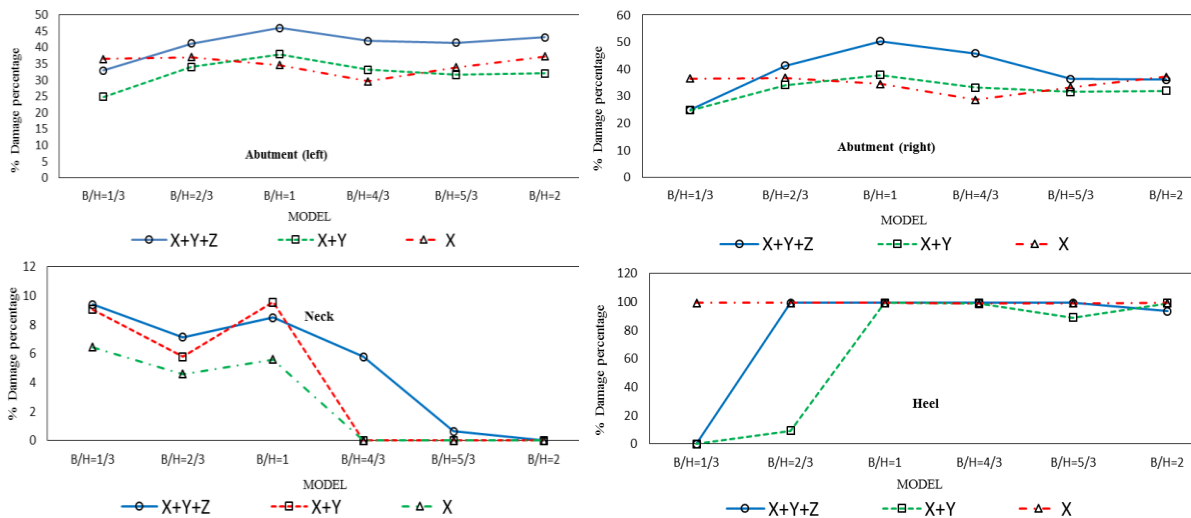 % Damage percentage
50
45
40
35
30
25
20
15
10
5
0
Abutment (left)
B/H=1/3 B/H=2/3 B/H=1 B/H=4/3 B/H=5/3 B/H=2
MODEL
X+Y+Z X+Y X
% Damage percentage
60
50
40
30
20
10
0
Abutment (right)
B/H=1/3 B/H=2/3 B/H=1 B/H=4/3 B/H=5/3 B/H=2
MODEL
X+Y+Z X+Y X
% Damage percentage
12
10
8
6
4
2
0
Neck
B/H=1/3 B/H=2/3 B/H=1 B/H=4/3 B/H=5/3 B/H=2
MODEL
X+Y+Z X+Y X
% Damage percentage
120
100
80
60
40
20
0
Heel
B/H=1/3 B/H=2/3 B/H=1 B/H=4/3 B/H=5/3 B/H=2
MODEL
X+Y+Z X+Y X